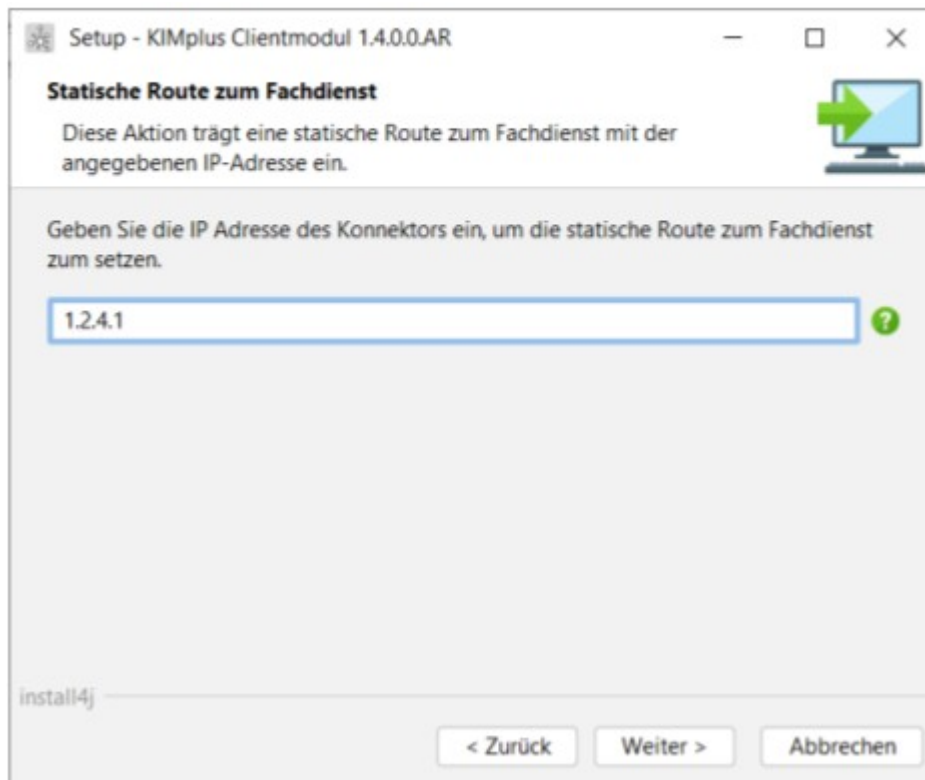 Setup - KIMplus Clientmodul 1.4.0.0.AR
Statische Route zum Fachdienst
Diese Aktion trägt eine statische Route zum Fachdienst mit der
angegebenen IP-Adresse ein.
Geben Sie die IP Adresse des Konnektors ein, um die statische Route zum Fachdienst
zum setzen.
1.2.4.1
?
install4j
< Zurück
Weiter >
Abbrechen